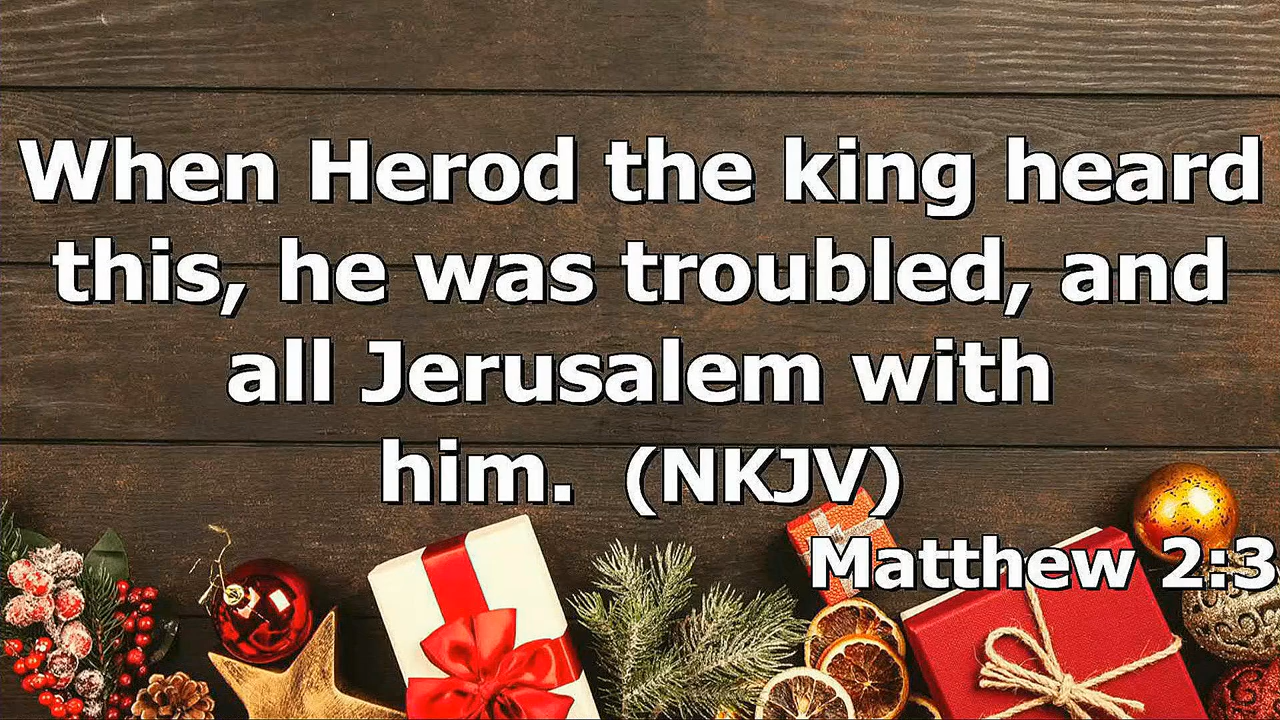 When Herod the king heard
this, he was troubled, and
all Jerusalem with
him. (NKJV)
Matthew 2:3